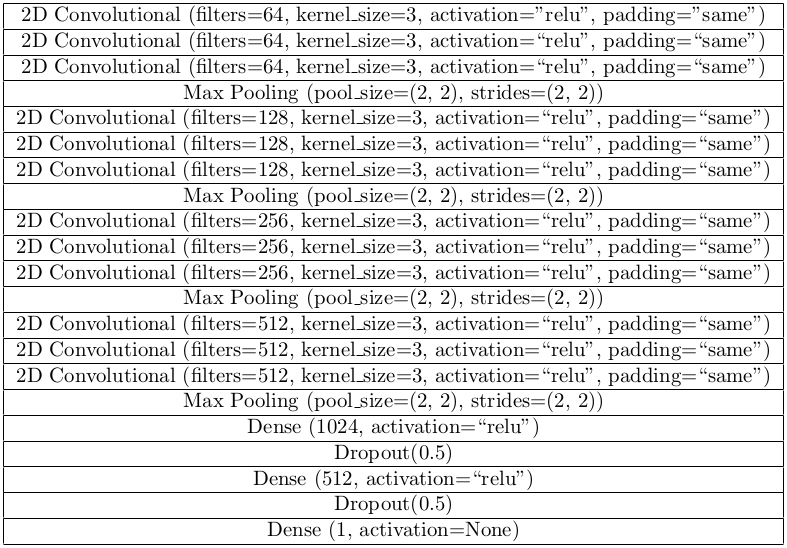 2D Convolutional (filters=64, kernel_size=3, activation=”relu”, padding=”same”)
2D Convolutional (filters=64, kernel_size=3, activation=“relu”, padding=“same”)
2D Convolutional (filters=64, kernel_size=3, activation=“relu”, padding=“same”)
Max Pooling (pool_size=(2, 2), strides=(2, 2))
2D Convolutional (filters=128, kernel_size=3, activation=“relu”, padding=“same”)
2D Convolutional (filters=128, kernel_size=3, activation=“relu”, padding=“same”)
2D Convolutional (filters=128, kernel_size=3, activation=“relu”, padding=“same”)
Max Pooling (pool_size=(2, 2), strides=(2, 2))
2D Convolutional (filters=256, kernel_size=3, activation=“relu”, padding=“same”)
2D Convolutional (filters=256, kernel_size=3, activation=“relu”, padding=“same”)
2D Convolutional (filters=256, kernel_size=3, activation=“relu”, padding=“same”)
Max Pooling (pool_size=(2, 2), strides=(2, 2))
2D Convolutional (filters=512, kernel_size=3, activation=“relu”, padding=“same”)
2D Convolutional (filters=512, kernel_size=3, activation=“relu”, padding=“same”)
2D Convolutional (filters=512, kernel_size=3, activation=“relu”, padding=“same”)
Max Pooling (pool_size=(2, 2), strides=(2, 2))
Dense (1024, activation=“relu”)
Dropout(0.5)
Dense (512, activation=“relu”)
Dropout(0.5)
Dense (1, activation=None)